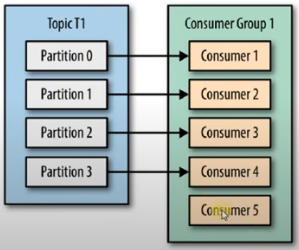 Topic T1
Partition 0
Partition 1
Partition 2
Partition 3
Consumer Group 1
Consumer 1
Consumer 2
Consumer 3
Consumer 4
Consumer 5